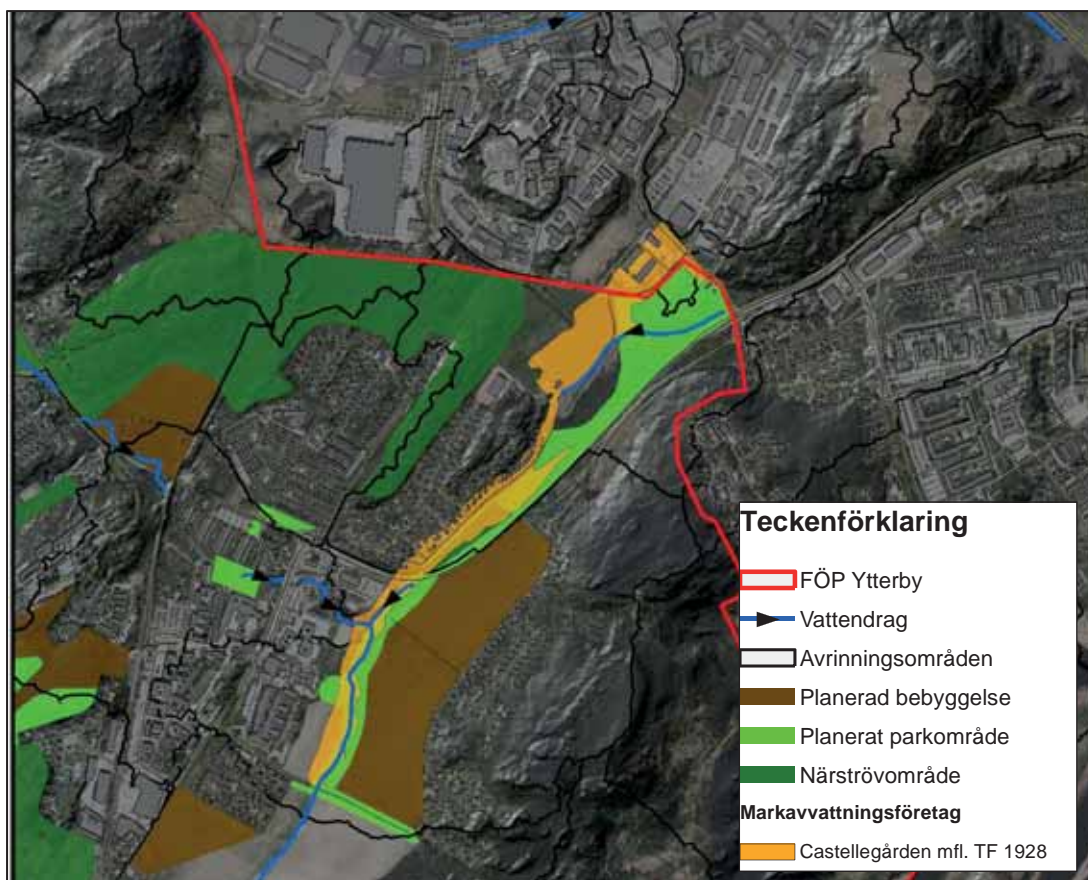 Teckenförklaring
FÖP Ytterby
Vattendrag
Avrinningsområden
Planerad bebyggelse
Planerat parkområde
Närströvområde
Markavvattningsföretag
Castellegården mfl. TF 1928